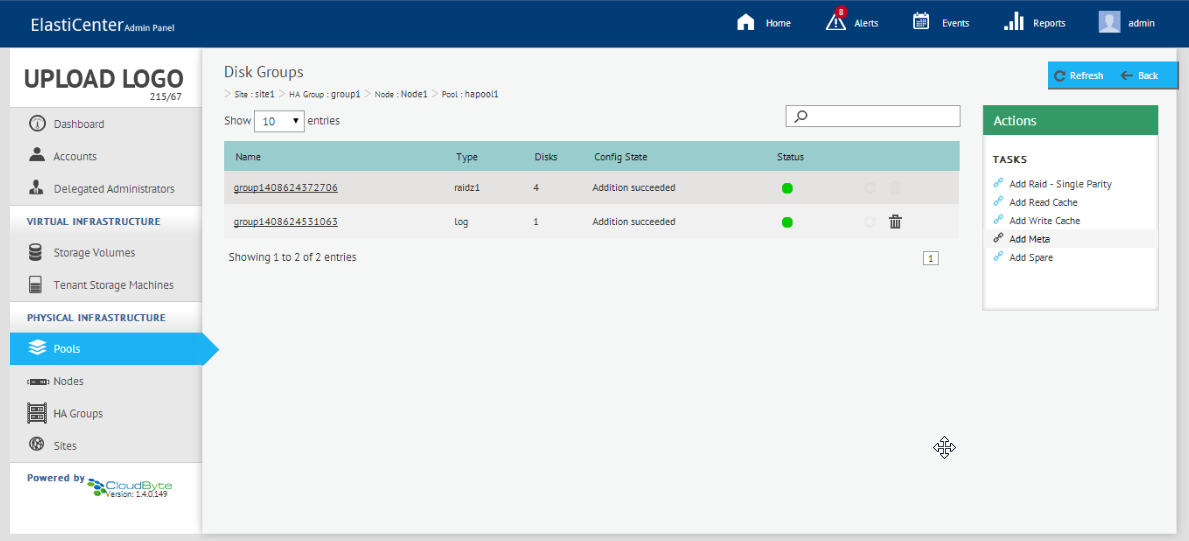 ElastiCenter Admin Panel
Home
8
Alerts
Events
Reports
admin
UPLOAD LOGO
215/67
Dashboard
Accounts
Delegated Administrators
VIRTUAL INFRASTRUCTURE
Storage Volumes
Tenant Storage Machines
PHYSICAL INFRASTRUCTURE
Pools
Nodes
HA Groups
Sites
Powered by CloudByte
Version: 1.4.0.149
Disk Groups
> Site : site1 > HA Group : group1 > Node : Node1 > Pool : hapool1
Refresh
Back
Show 10 entries
Name Type Disks Config State Status
group1408624372706 raidz1 4 Addition succeeded
group1408624531063 log 1 Addition succeeded
Showing 1 to 2 of 2 entries
1
Actions
TASKS
Add Raid - Single Parity
Add Read Cache
Add Write Cache
Add Meta
Add Spare